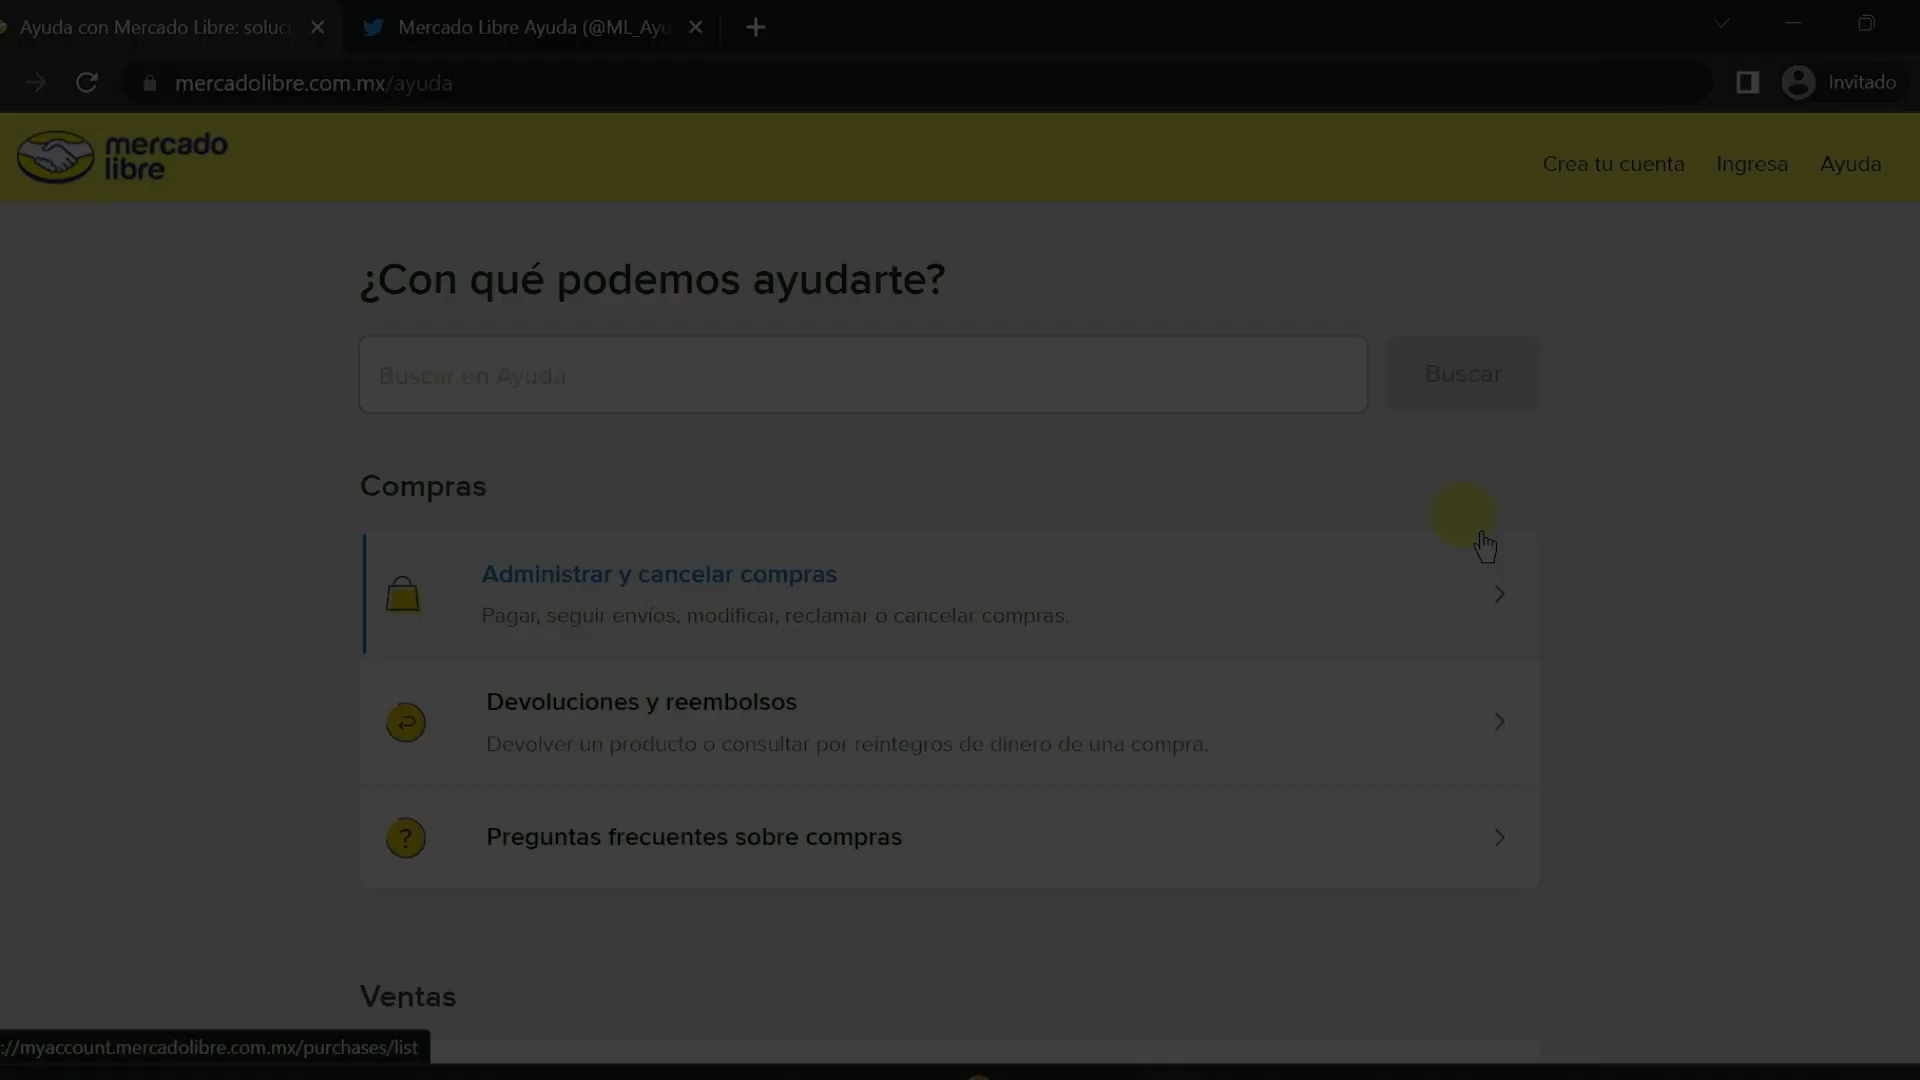 Ayuda con Mercado Libre: soluci
Mercado Libre Ayuda (@ML_Ayu
mercadolibre.com.mx/ayuda
Invitado
mercado
libre
Crea tu cuenta
Ingresa
Ayuda
¿Con qué podemos ayudarte?
Buscar en Ayuda
Buscar
Compras
Administrar y cancelar compras
Pagar, seguir envíos, modificar, reclamar o cancelar compras.
Devoluciones y reembolsos
Devolver un producto o consultar por reintegros de dinero de una compra.
?
Preguntas frecuentes sobre compras
Ventas
://myaccount.mercadolibre.com.mx/purchases/list